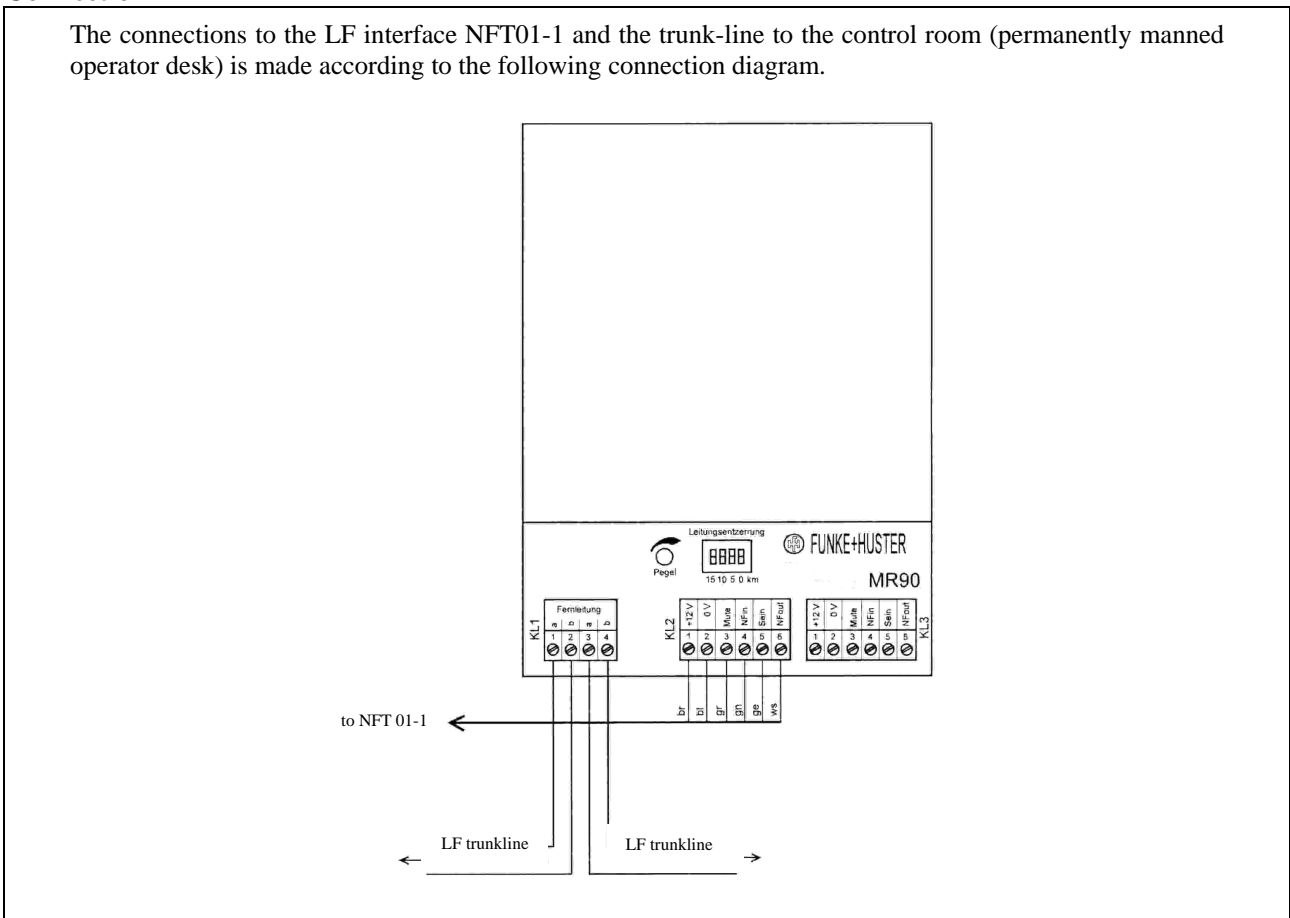 The connections to the LF interface NFT01-1 and the trunk-line to the control room (permanently manned
operator desk) is made according to the following connection diagram.
Leitungsentzerrung
8888
15 10 5 0 km
Pegel
FUNKE+HUSTER
MR90
KL1
Fernleitung
a b a b
1 2 3 4
KL2
+12 V 0 V Mute NFin Sein NFout
1 2 3 4 5 6
+12 V 0 V Mute NFin Sein NFout
1 2 3 4 5 6
KL3
br bl gr gn ge ws
to NFT 01-1
LF trunkline
LF trunkline